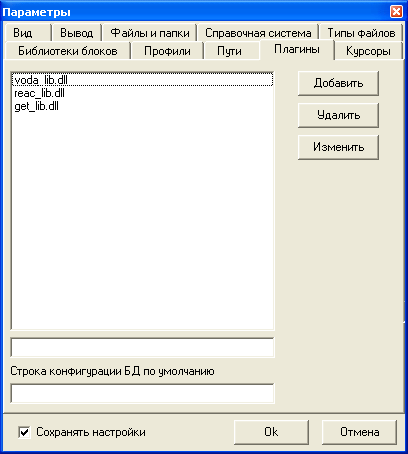 Параметры
Вид Вывод Файлы и папки Справочная система Типы файлов
Библиотеки блоков Профили Пути Плагины Курсоры
voda_lib.dll
reac_lib.dll
get_lib.dll
Добавить
Удалить
Изменить
Строка конфигурации БД по умолчанию
Сохранять настройки Ok Отмена